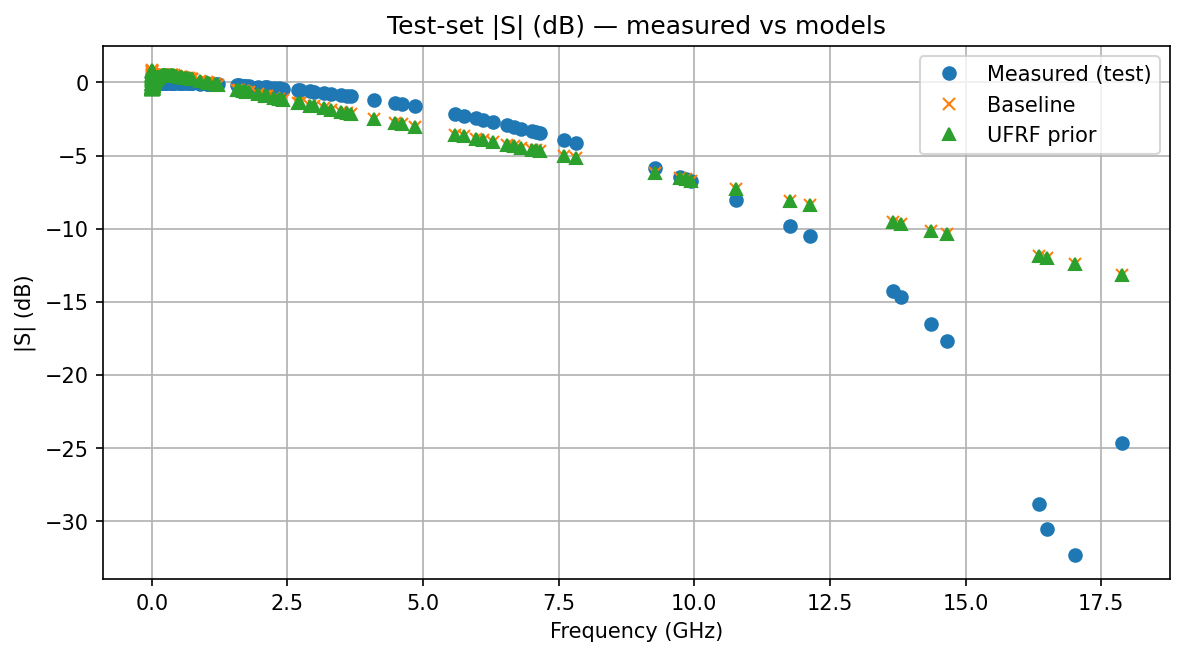 Test-set |S| (dB) — measured vs models
Measured (test)
Baseline
UFRF prior
|S| (dB)
0
−5
−10
−15
−20
−25
−30
0.0 2.5 5.0 7.5 10.0 12.5 15.0 17.5
Frequency (GHz)